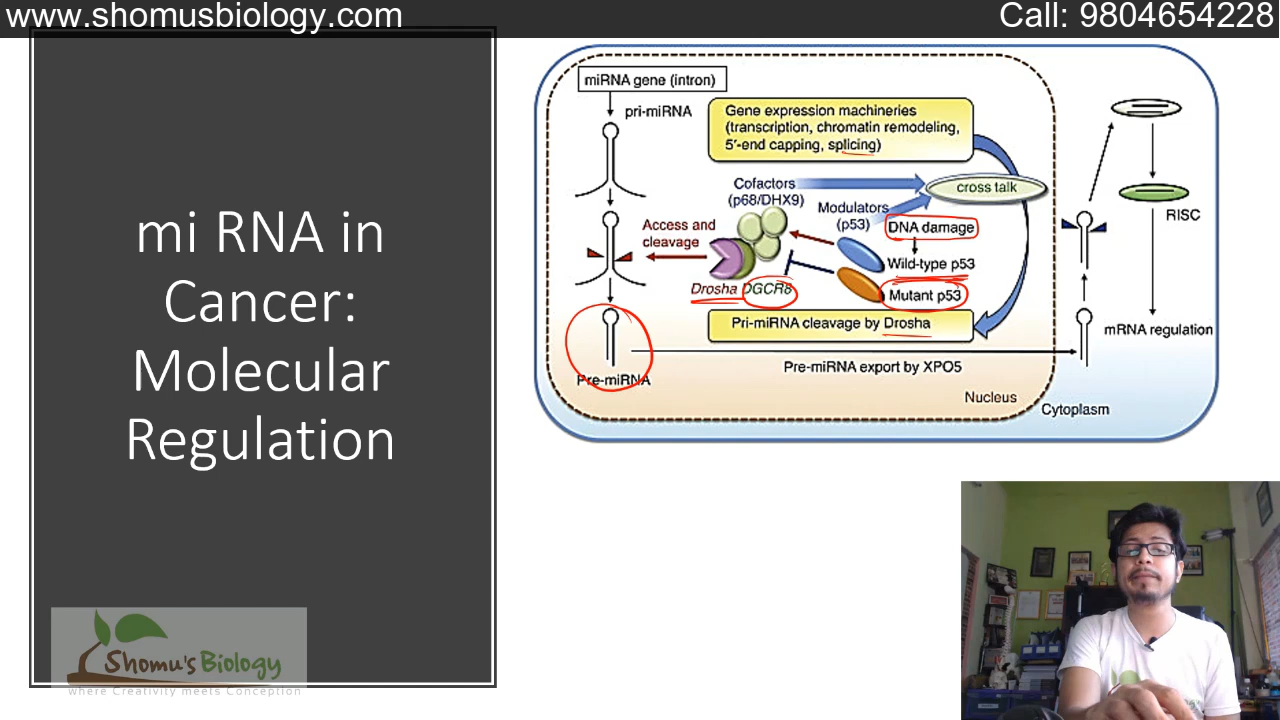 www.shomusbiology.com
Call: 9804654228
mi RNA in
Cancer:
Molecular
Regulation
miRNA gene (intron)
pri-miRNA
Gene expression machineries
(transcription, chromatin remodeling,
5′-end capping, splicing)
Cofactors
(p68/DHX9)
cross talk
Modulators
(p53)
Access and
cleavage
DNA damage
Wild-type p53
Drosha DGCR8
Mutant p53
Pri-miRNA cleavage by Drosha
Pre-miRNA
Pre-miRNA export by XPO5
Nucleus
Cytoplasm
RISC
mRNA regulation
Shomu's Biology
where Creativity meets Conception